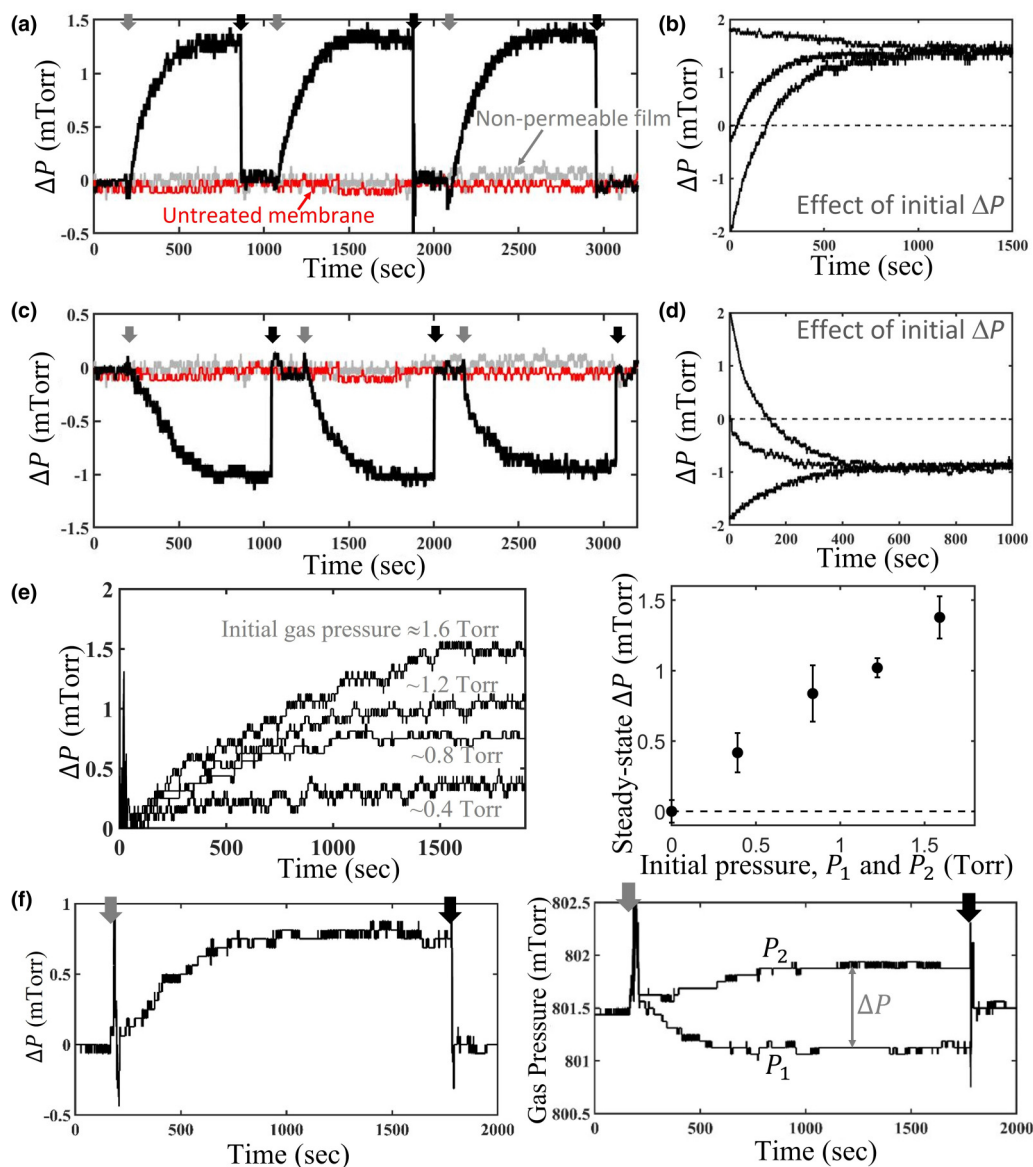 (a)
ΔP (mTorr)
1.5
1
0.5
0
-0.5
0 500 1000 1500 2000 2500 3000
Time (sec)
Non-permeable film
Untreated membrane
(b)
ΔP (mTorr)
2
1
0
1
2
0 500 1000 1500
Time (sec)
Effect of initial ΔP
(c)
ΔP (mTorr)
0.5
0
-0.5
-1
-1.5
0 500 1000 1500 2000 2500 3000
Time (sec)
(d)
ΔP (mTorr)
2
1
0
-1
2
0 200 400 600 800 1000
Time (sec)
Effect of initial ΔP
(e)
ΔP (mTorr)
2
1.5
1
0.5
0
0 500 1000 1500
Time (sec)
Initial gas pressure ≈1.6 Torr
~1.2 Torr
~0.8 Torr
~0.4 Torr
Steady-state ΔP (mTorr)
1.5
1
0.5
0
0.5 1 1.5
Initial pressure, P₁ and P₂ (Torr)
(f)
ΔP (mTorr)
1
0.5
0
-0.5
0 500 1000 1500 2000
Time (sec)
Gas Pressure (mTorr)
802.5
802
801.5
801
800.5
0 500 1000 1500 2000
Time (sec)
P₂
ΔP
P₁